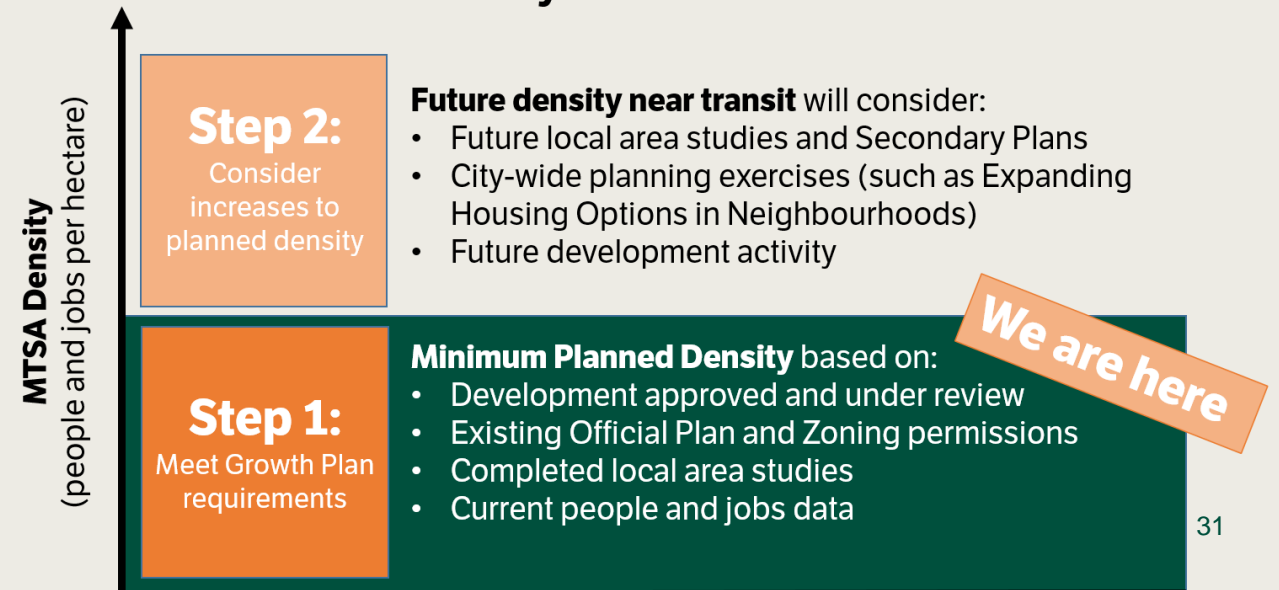 Step 2:
Consider
increases to
planned density
Future density near transit will consider:
• Future local area studies and Secondary Plans
• City-wide planning exercises (such as Expanding
Housing Options in Neighbourhoods)
• Future development activity
MTSA Density
(people and jobs per hectare)
We are here
Step 1:
Meet Growth Plan
requirements
Minimum Planned Density based on:
• Development approved and under review
• Existing Official Plan and Zoning permissions
• Completed local area studies
• Current people and jobs data
31